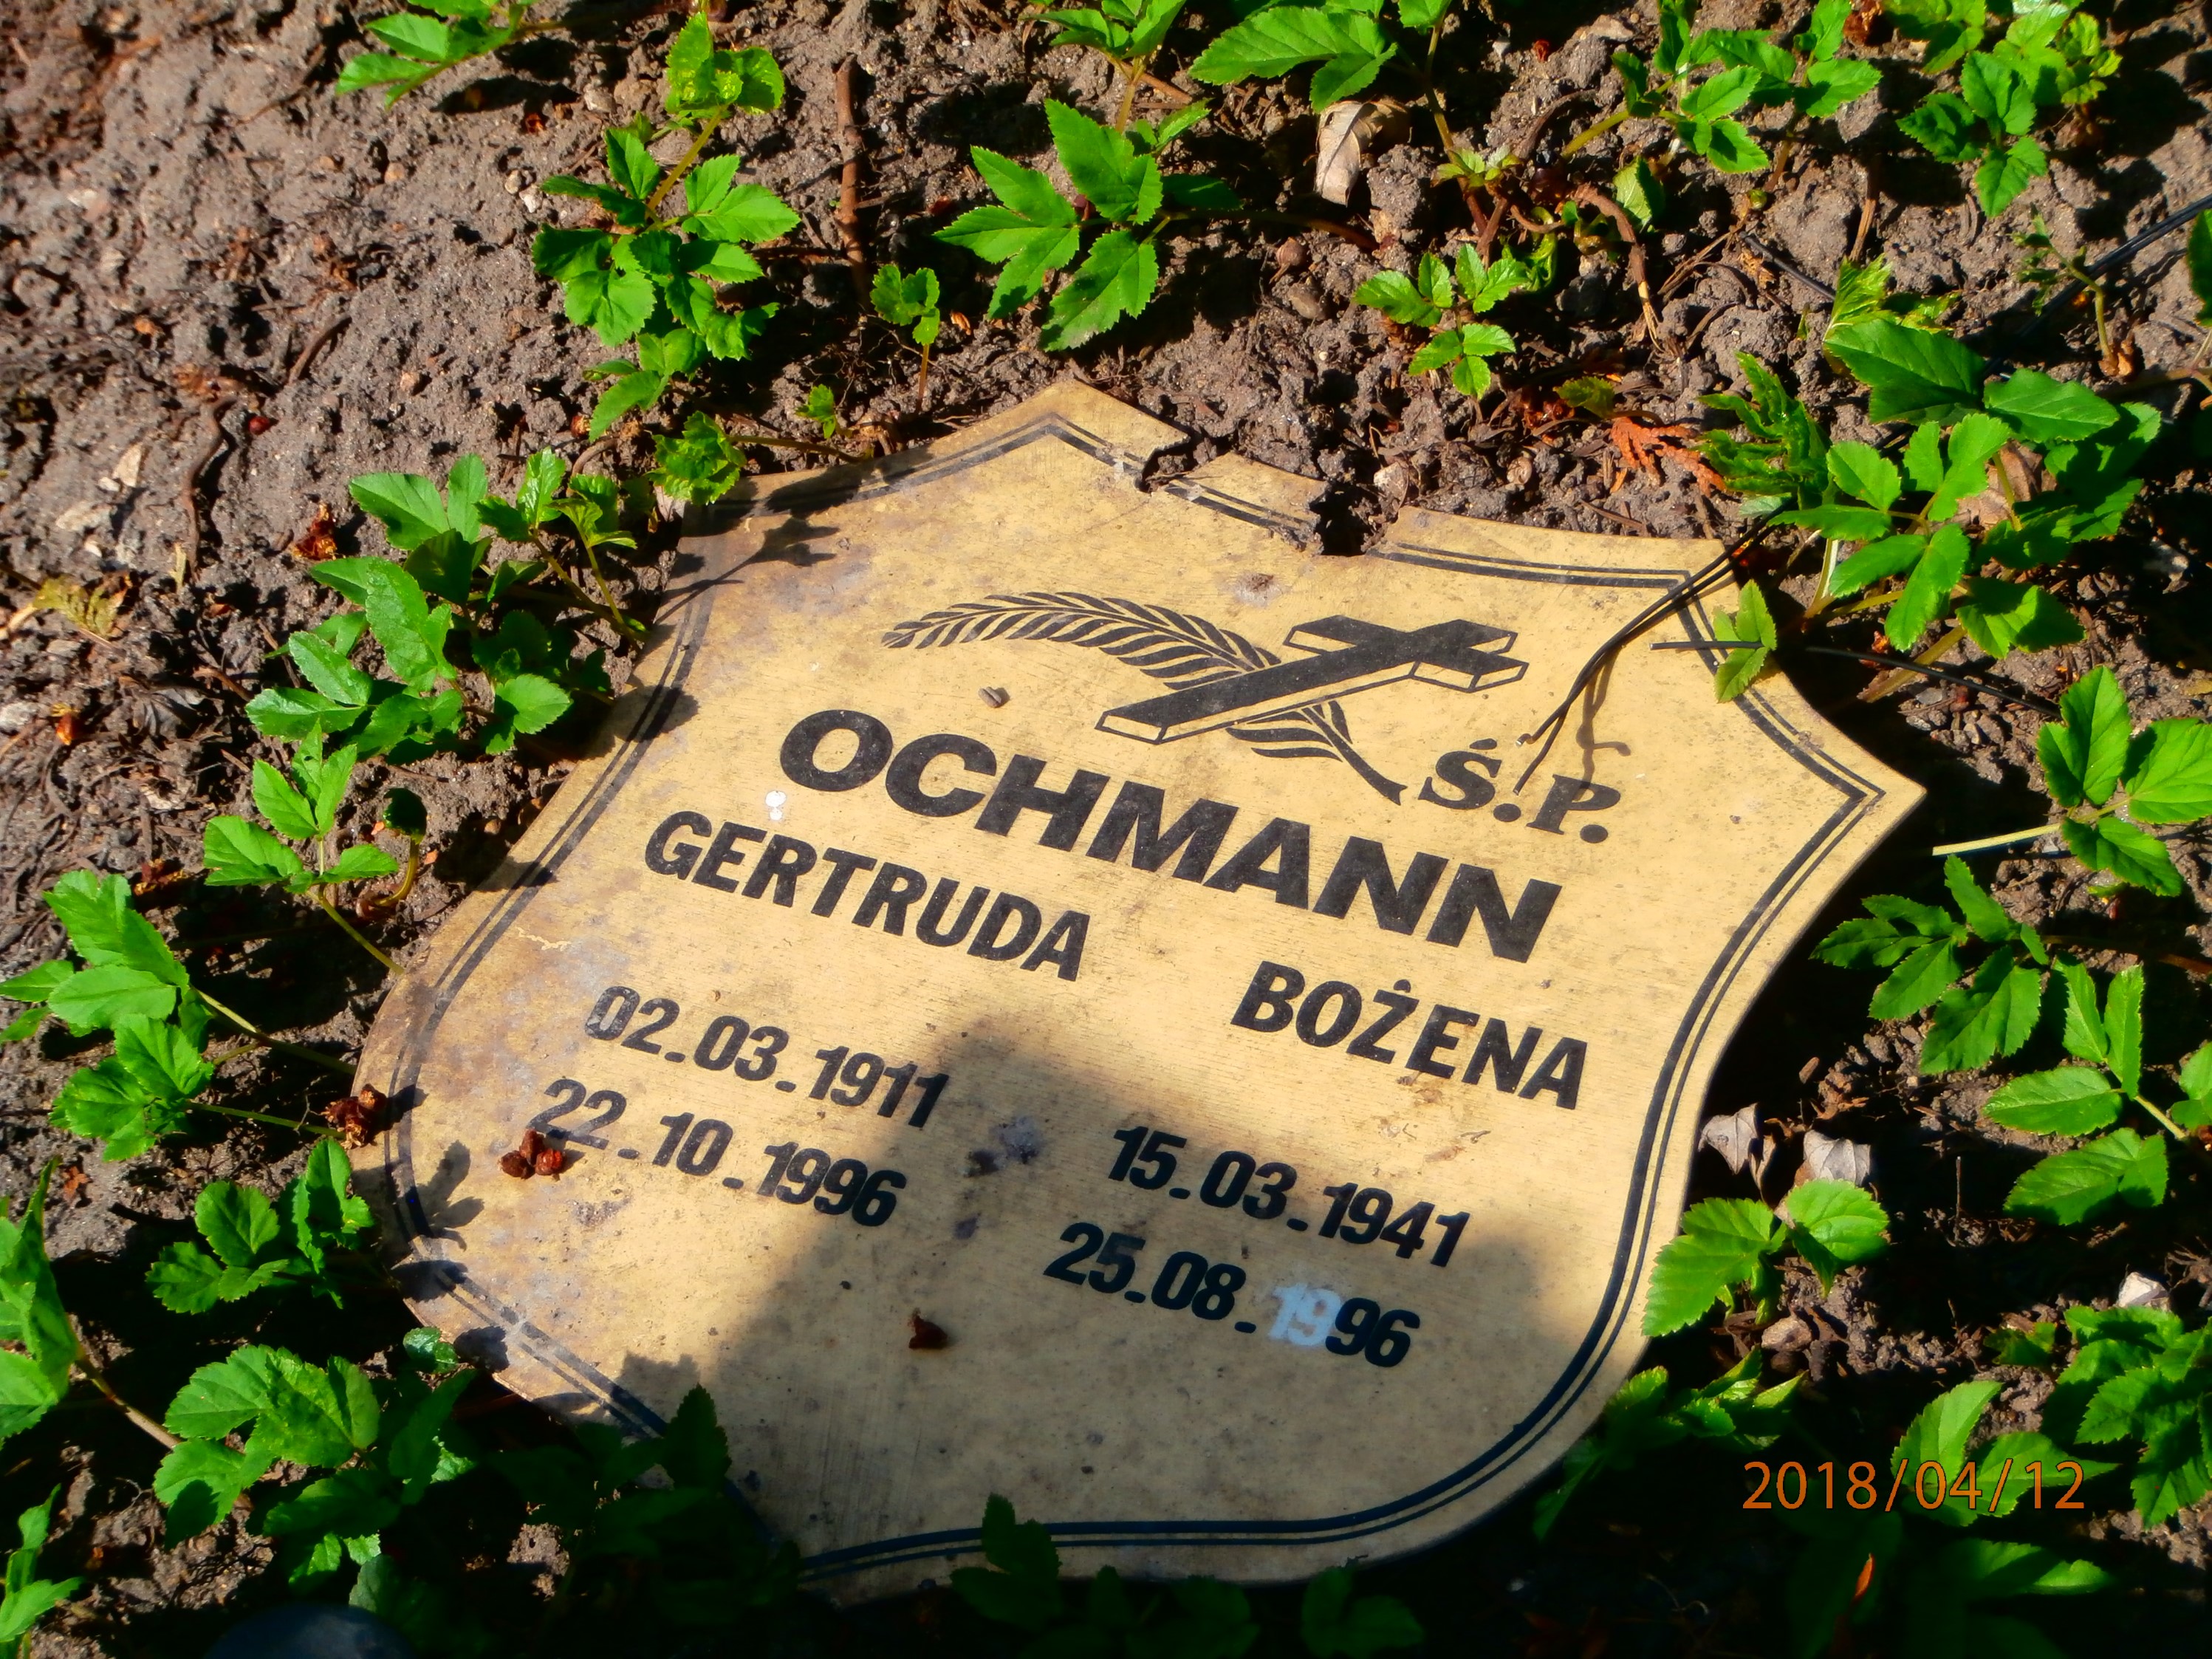 Ś.P.
OCHMANN
GERTRUDA
BOŻENA
02.03.1911
22.10.1996
15.03.1941
25.08.1996
2018/04/12